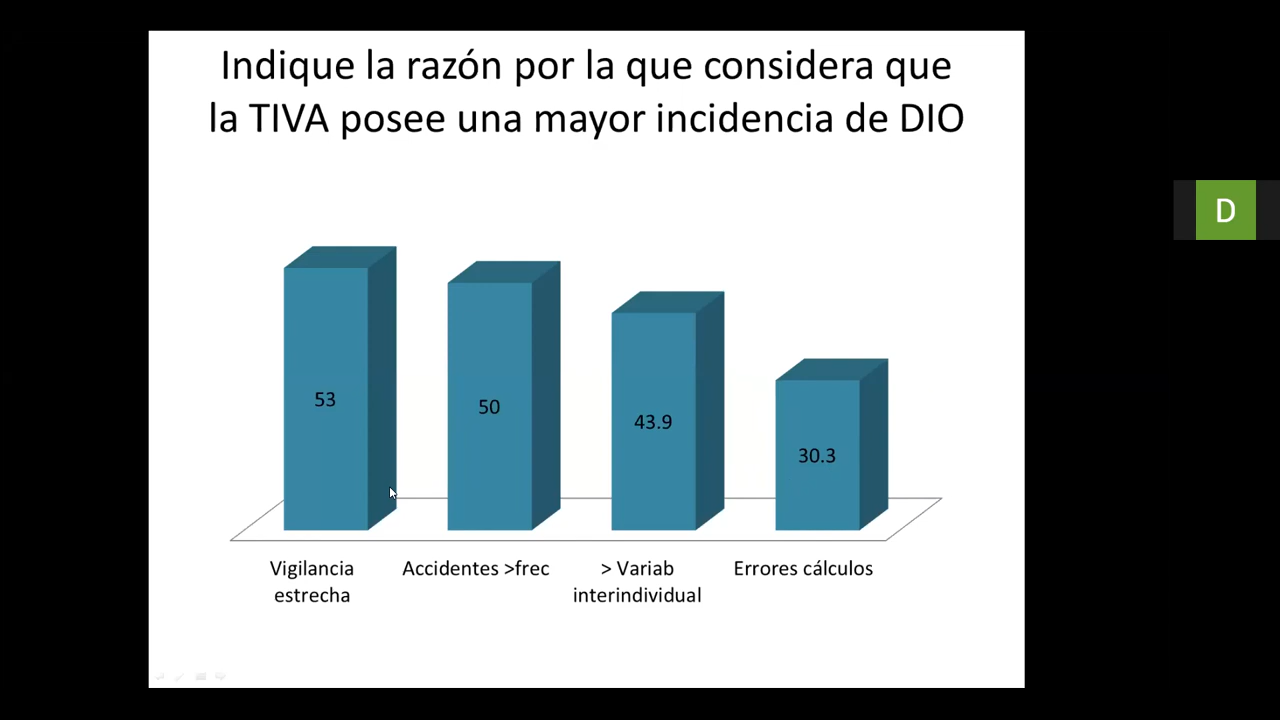 Indique la razón por la que considera que
la TIVA posee una mayor incidencia de DIO
53
50
43.9
30.3
Vigilancia
estrecha
Accidentes >frec
> Variab
interindividual
Errores cálculos
D